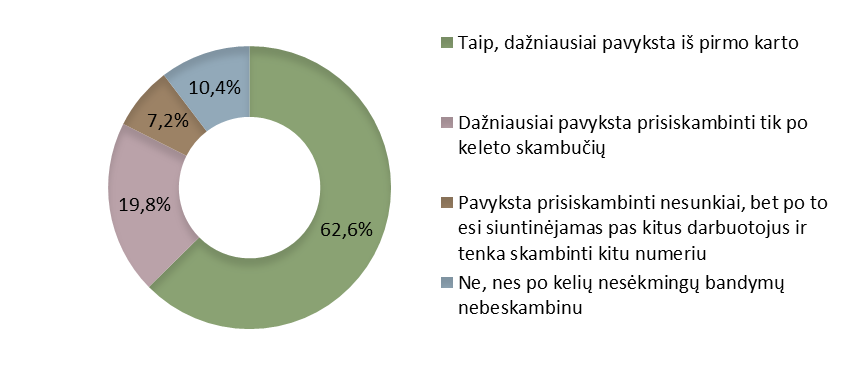 Taip, dažniausiai pavyksta iš pirmo karto
10,4%
7,2%
Dažniausiai pavyksta prisiskambinti tik po
keleto skambučių
19,8%
62,6%
Pavyksta prisiskambinti nesunkiai, bet po to
esi siuntinėjamas pas kitus darbuotojus ir
tenka skambinti kitu numeriu
Ne, nes po kelių nesėkmingų bandymų
nebeskambinu